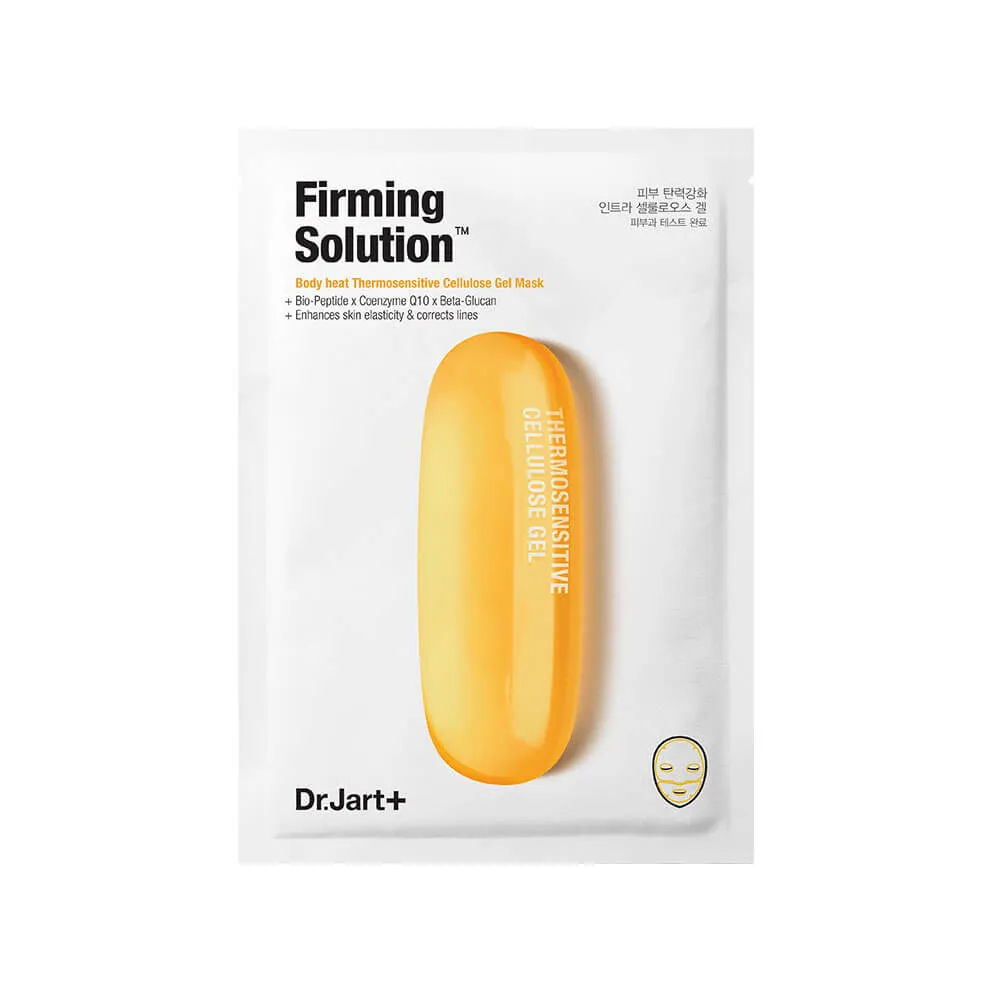 Firming
Solution™
Body heat Thermosensitive Cellulose Gel Mask
+ Bio-Peptide x Coenzyme Q10 x Beta-Glucan
+ Enhances skin elasticity & corrects lines
피부 탄력강화
인트라 셀룰로오스 겔
피부과 테스트 완료
THERMOSENSITIVE
CELLULOSE GEL
Dr.Jart+